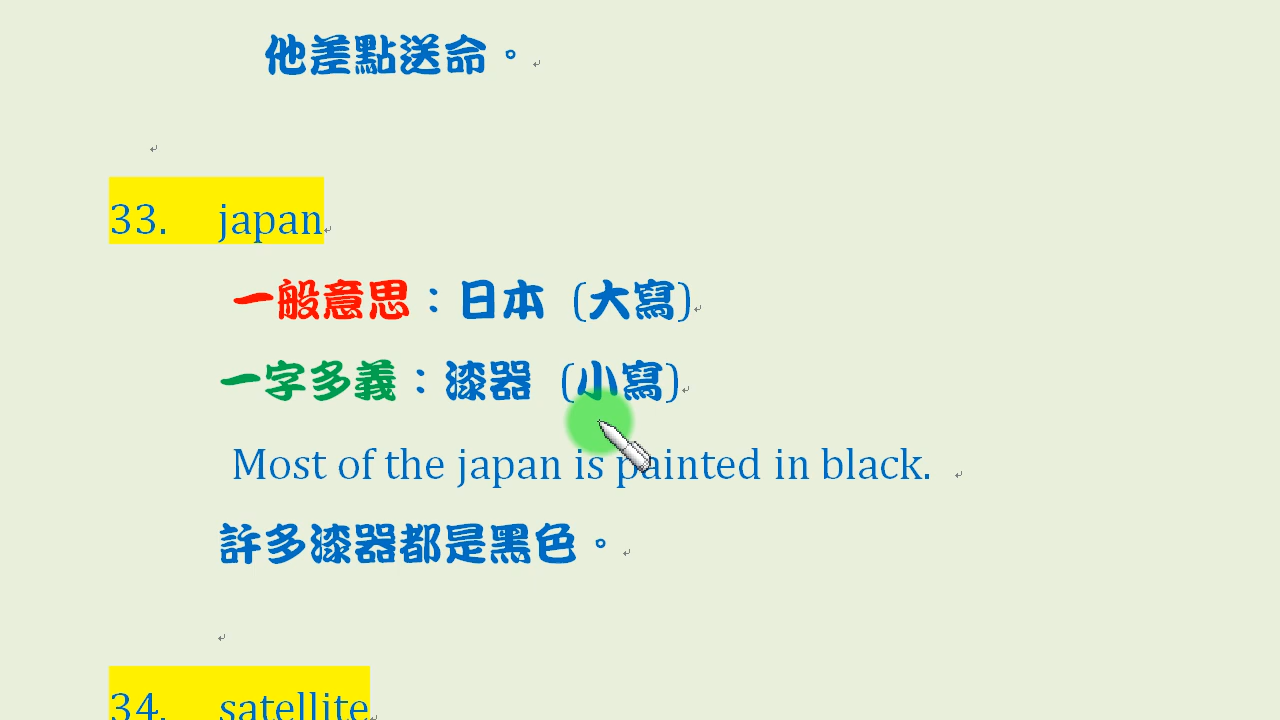 他差點送命。
33. japan
一般意思：日本 (大寫)
一字多義：漆器 (小寫)
Most of the japan is painted in black.
許多漆器都是黑色。
34. satellite